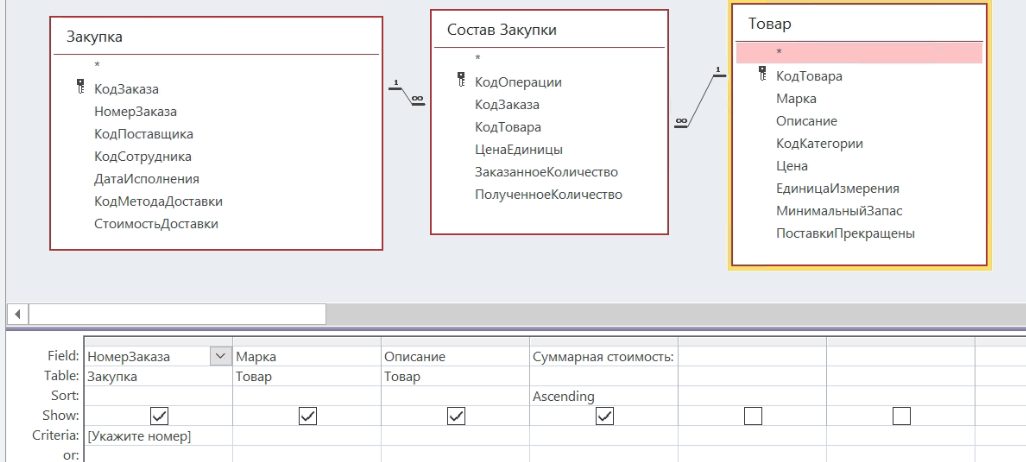 Закупка
*
КодЗаказа
НомерЗаказа
КодПоставщика
КодСотрудника
ДатаИсполнения
КодМетодаДоставки
СтоимостьДоставки
1
∞
Состав Закупки
*
КодОперации
КодЗаказа
КодТовара
ЦенаЕдиницы
ЗаказанноеКоличество
ПолученноеКоличество
1
∞
Товар
*
КодТовара
Марка
Описание
КодКатегории
Цена
ЕдиницаИзмерения
МинимальныйЗапас
ПоставкиПрекращены
Field: НомерЗаказа Марка Описание Суммарная стоимость:
Table: Закупка Товар Товар
Sort: Ascending
Show:
Criteria: [Укажите номер]
or: